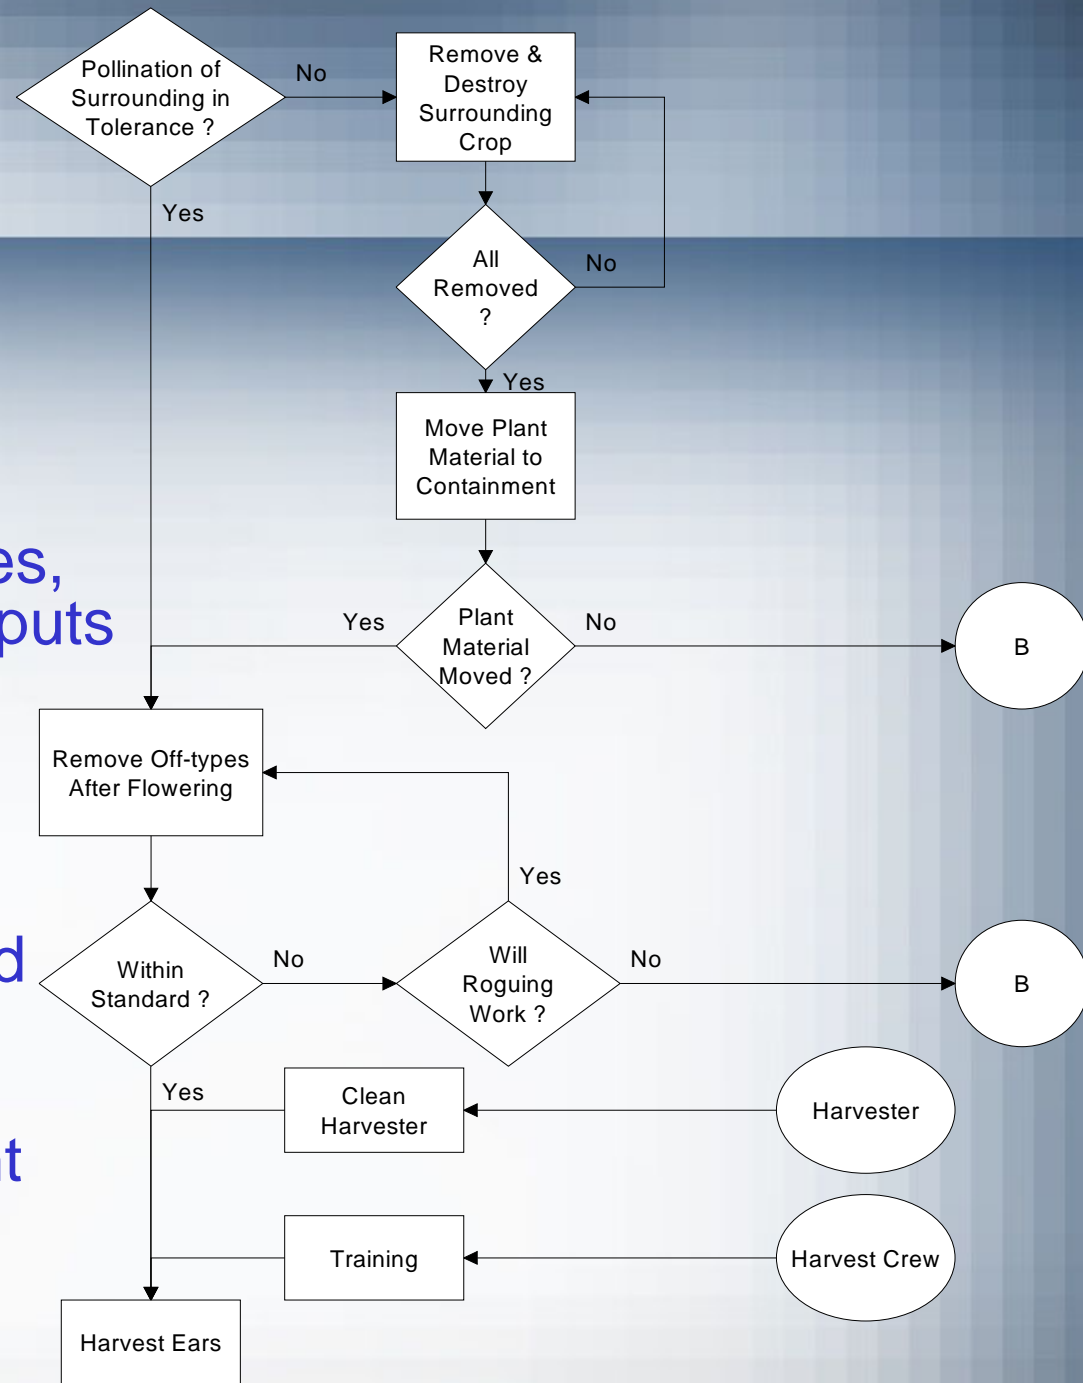 Pollination of
Surrounding in
Tolerance ?
No
Remove &
Destroy
Surrounding
Crop
Yes
All
Removed
?
No
Yes
Move Plant
Material to
Containment
es,
puts
Yes
Plant
Material
Moved ?
No
B
Remove Off-types
After Flowering
Yes
d
Within
Standard ?
No
Will
Roguing
Work ?
No
B
Yes
Clean
Harvester
Harvester
nt
Training
Harvest Crew
Harvest Ears